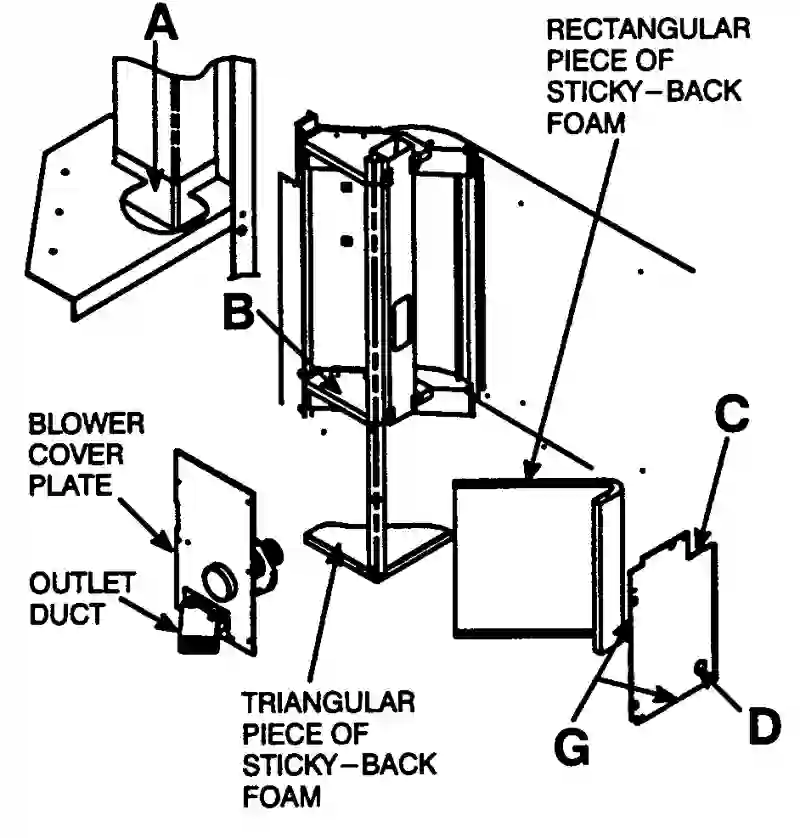 A
RECTANGULAR
PIECE OF
STICKY-BACK
FOAM
B
BLOWER
COVER
PLATE
C
OUTLET
DUCT
TRIANGULAR
PIECE OF
STICKY-BACK
FOAM
G
D